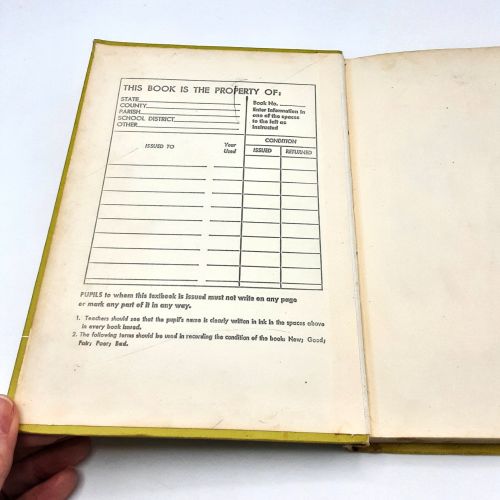 THIS BOOK IS THE PROPERTY OF:
STATE
COUNTY
PARISH
SCHOOL DISTRICT
OTHER
Book No.
Enter information in
one of the spaces
to the left as
instructed
ISSUED TO
Year
Used
CONDITION
ISSUED
RETURNED
PUPILS to whom this textbook is issued must not write on any page
or mark any part of it in any way.
1. Teachers should see that the pupil's name is clearly written in ink in the spaces above
in every book issued.
2. The following terms should be used in recording the condition of the book: New; Good;
Fair; Poor; Bad.